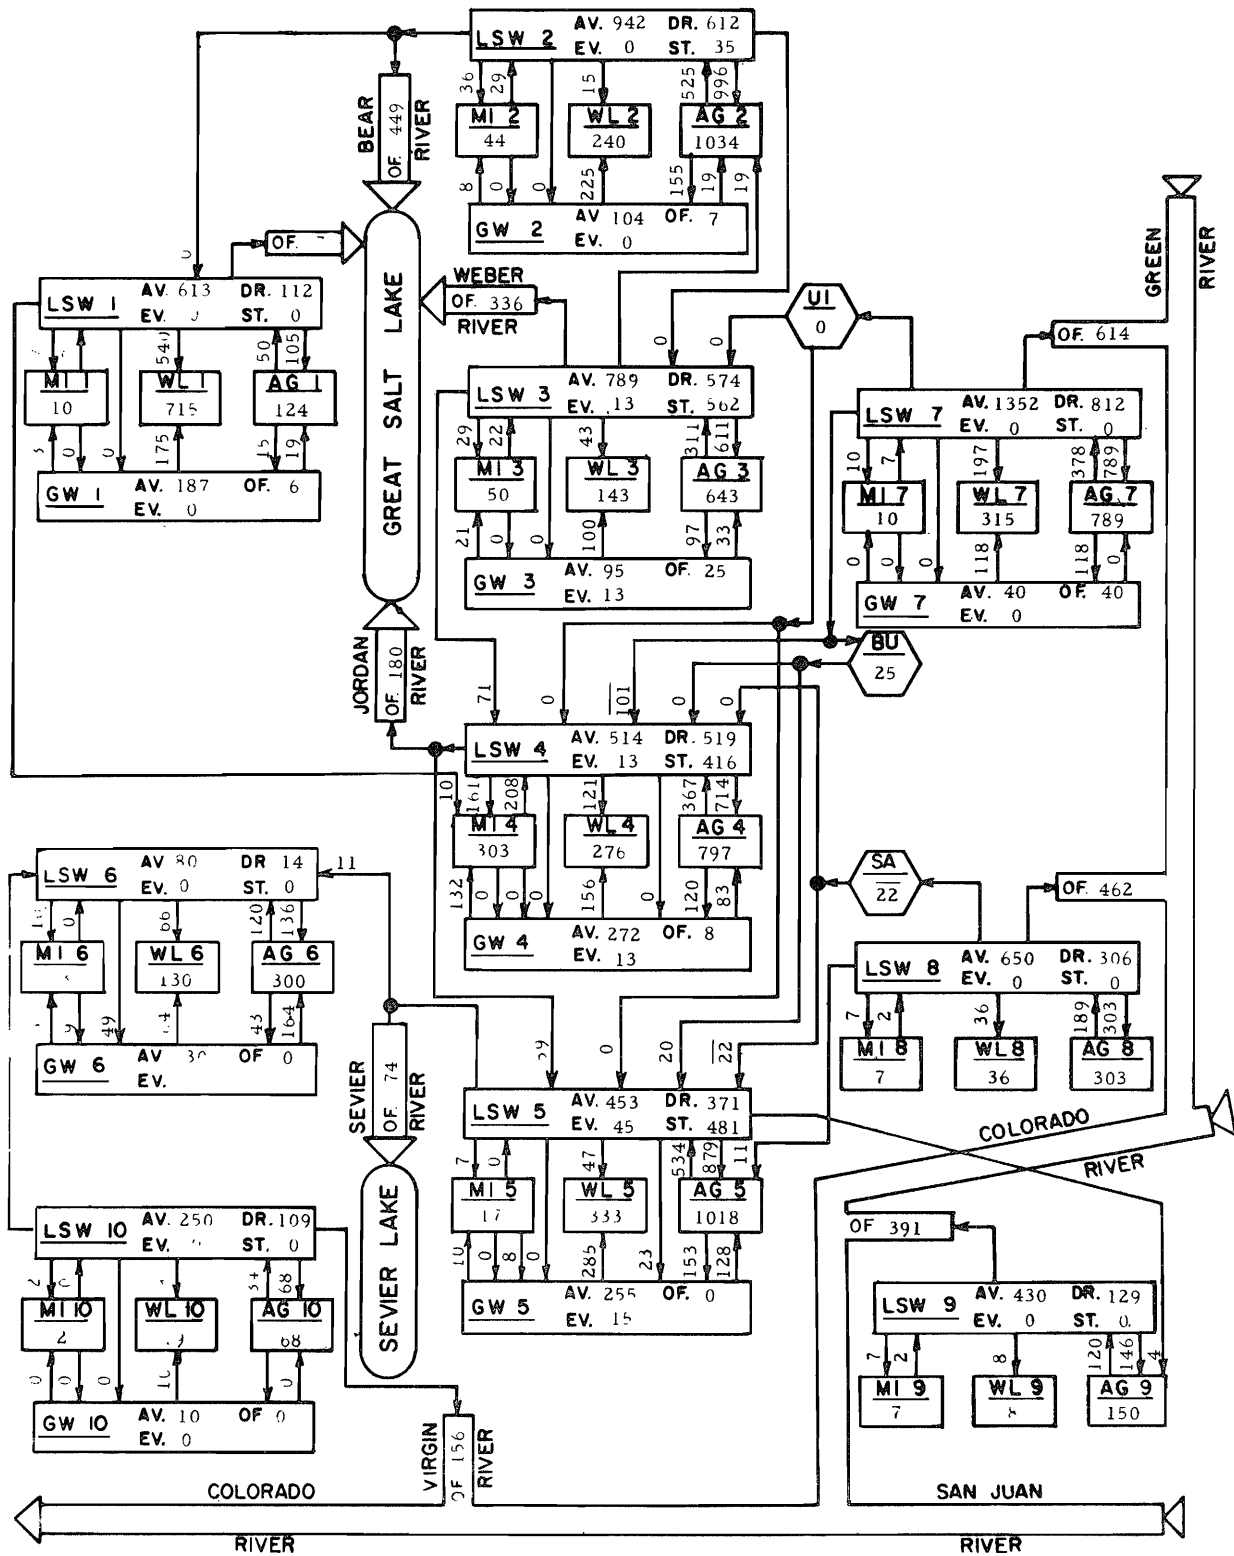 LSW 2 AV. 942 DR. 612
EV. 0 ST. 35
36
29
15
525
996
MI 2
44
WL 2
240
AG 2
1034
8
0
0
225
155
19
19
GW 2 AV 104 OF. 7
EV. 0
BEAR RIVER
OF. 449
GREEN RIVER
OF.
0
LSW 1 AV. 613 DR. 112
EV. ST. 0
540
50
105
MI 1
10
WL 1
715
AG 1
124
0
0
175
15
19
GW 1 AV. 187 OF. 6
EV. 0
GREAT SALT LAKE
WEBER RIVER
OF. 336
UI
0
OF. 614
0
0
LSW 3 AV. 789 DR. 574
EV. 13 ST. 562
29
22
43
311
611
MI 3
50
WL 3
143
AG 3
643
21
0
0
100
97
33
GW 3 AV. 95 OF. 25
EV. 13
LSW 7 AV. 1352 DR. 812
EV. 0 ST. 0
10
7
197
378
789
MI 7
10
WL 7
315
AG 7
789
0
0
0
118
118
0
GW 7 AV. 40 OF. 40
EV. 0
BU
25
JORDAN RIVER
OF 180
71
0
101
0
0
LSW 4 AV. 514 DR. 519
EV. 13 ST. 416
10
161
208
121
367
714
MI 4
303
WL 4
276
AG 4
797
132
0
0
0
156
0
120
83
GW 4 AV. 272 OF. 8
EV. 13
LSW 6 AV 80 DR 14
EV. 0 ST. 0
11
0
66
120
136
MI 6
WL 6
130
AG 6
300
49
43
164
GW 6 AV OF 0
EV.
SA
22
OF. 462
LSW 8 AV. 650 DR. 306
EV. 0 ST. 0
7
2
36
189
303
MI 8
7
WL 8
36
AG 8
303
SEVIER RIVER
OF 74
0
20
22
LSW 5 AV. 453 DR. 371
EV. 45 ST. 481
7
0
47
534
879
11
MI 5
17
WL 5
333
AG 5
1018
10
0
8
0
286
23
153
128
GW 5 AV. 255 OF. 0
EV. 15
COLORADO RIVER
SEVIER LAKE
LSW 10 AV. 250 DR. 109
EV. ST. 0
2
68
MI 10
2
WL 10
AG 10
68
0
0
0
0
GW 10 AV. 10 OF 0
EV. 0
OF 391
LSW 9 AV. 430 DR. 129
EV. 0 ST. 0
7
2
8
120
146
4
MI 9
7
WL 9
AG 9
150
VIRGIN RIVER
OF 156
COLORADO RIVER
SAN JUAN RIVER